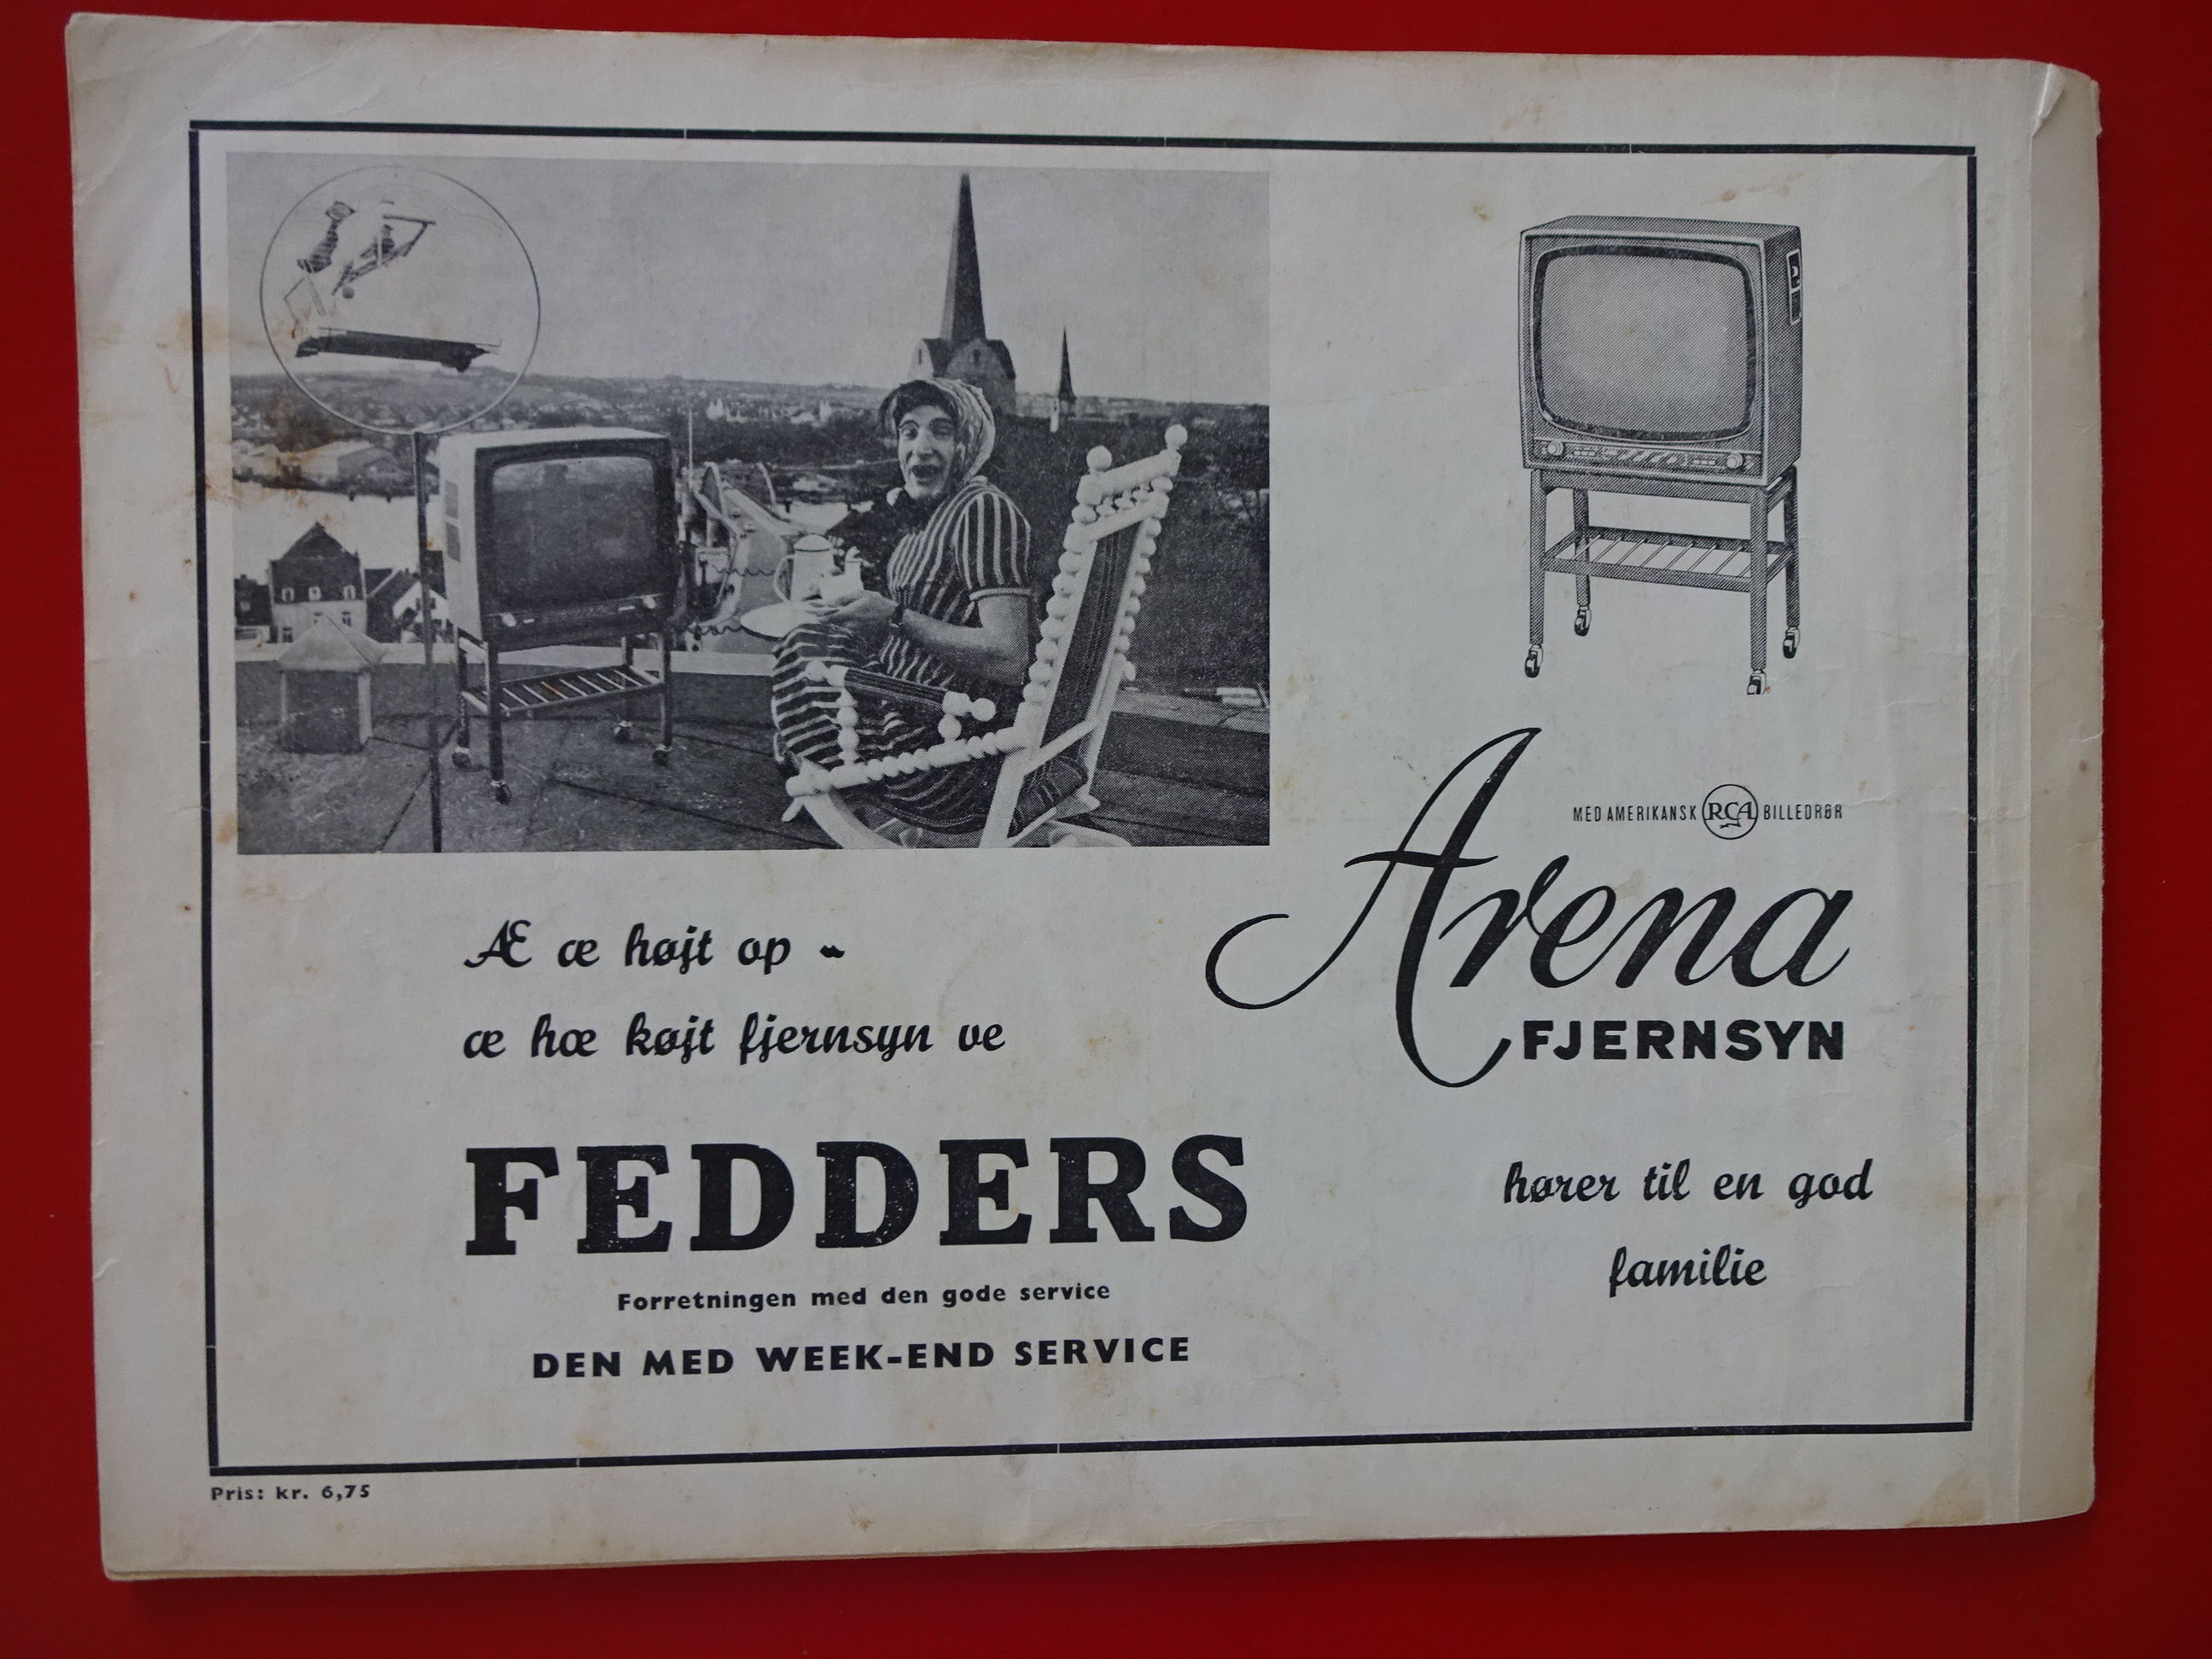 Æ œ højt op -
œ hœ køjt fjernsyn ve
FEDDERS
Forretningen med den gode service
DEN MED WEEK-END SERVICE
MED AMERIKANSK RCA BILLEDRØR
Arena
FJERNSYN
hører til en god
familie
Pris: kr. 6,75